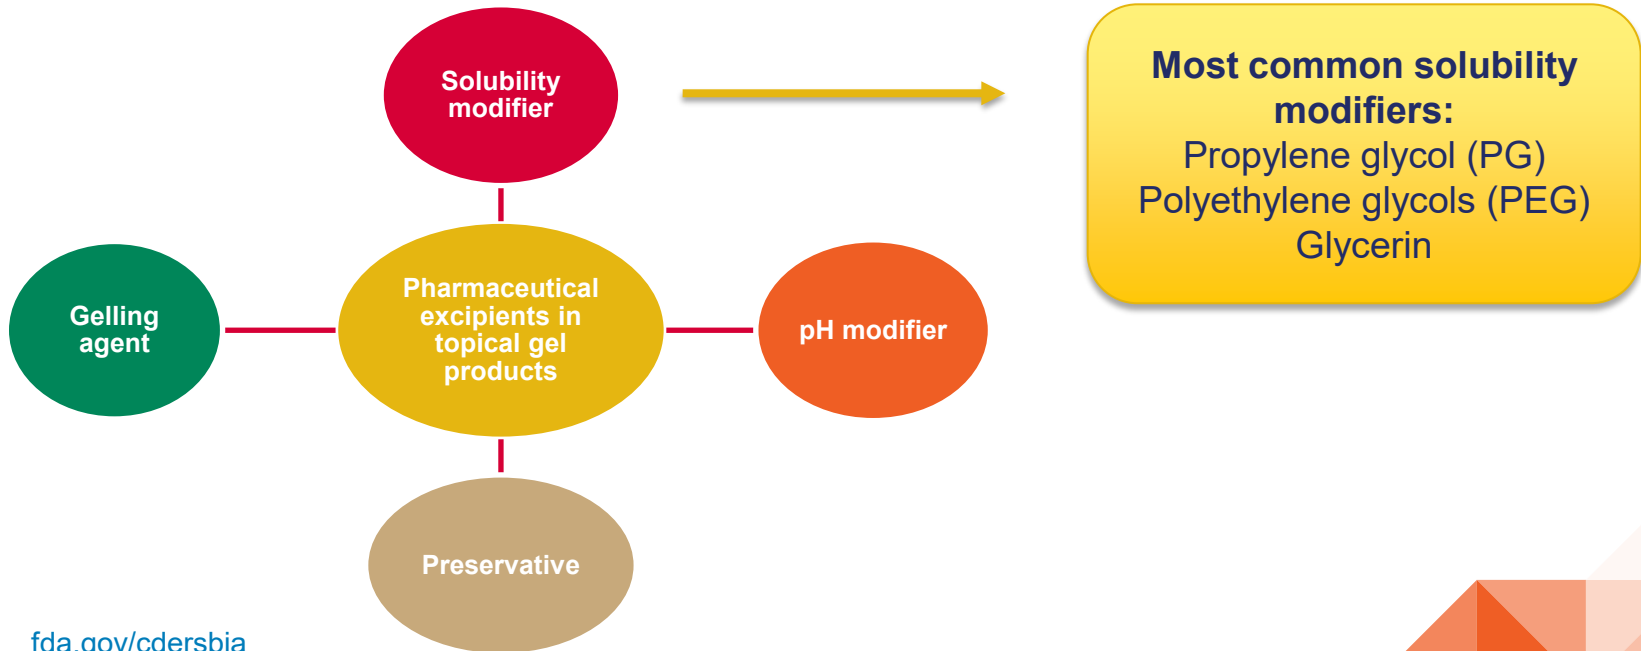 Solubility
modifier
Most common solubility
modifiers:
Propylene glycol (PG)
Polyethylene glycols (PEG)
Glycerin
Gelling
agent
Pharmaceutical
excipients in
topical gel
products
pH modifier
Preservative
fda.gov/cdersbia